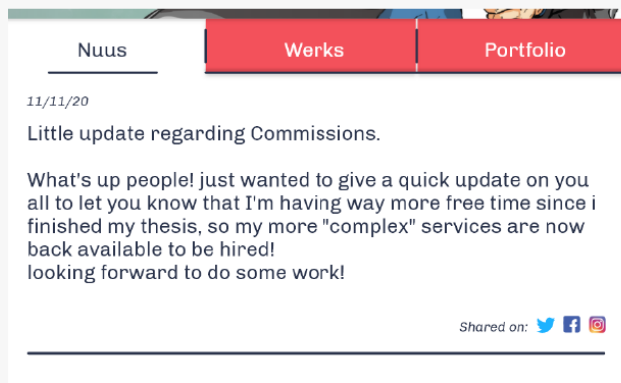 Nuus
Werks
Portfolio
11/11/20
Little update regarding Commissions.
What's up people! just wanted to give a quick update on you
all to let you know that I'm having way more free time since i
finished my thesis, so my more "complex" services are now
back available to be hired!
looking forward to do some work!
Shared on: